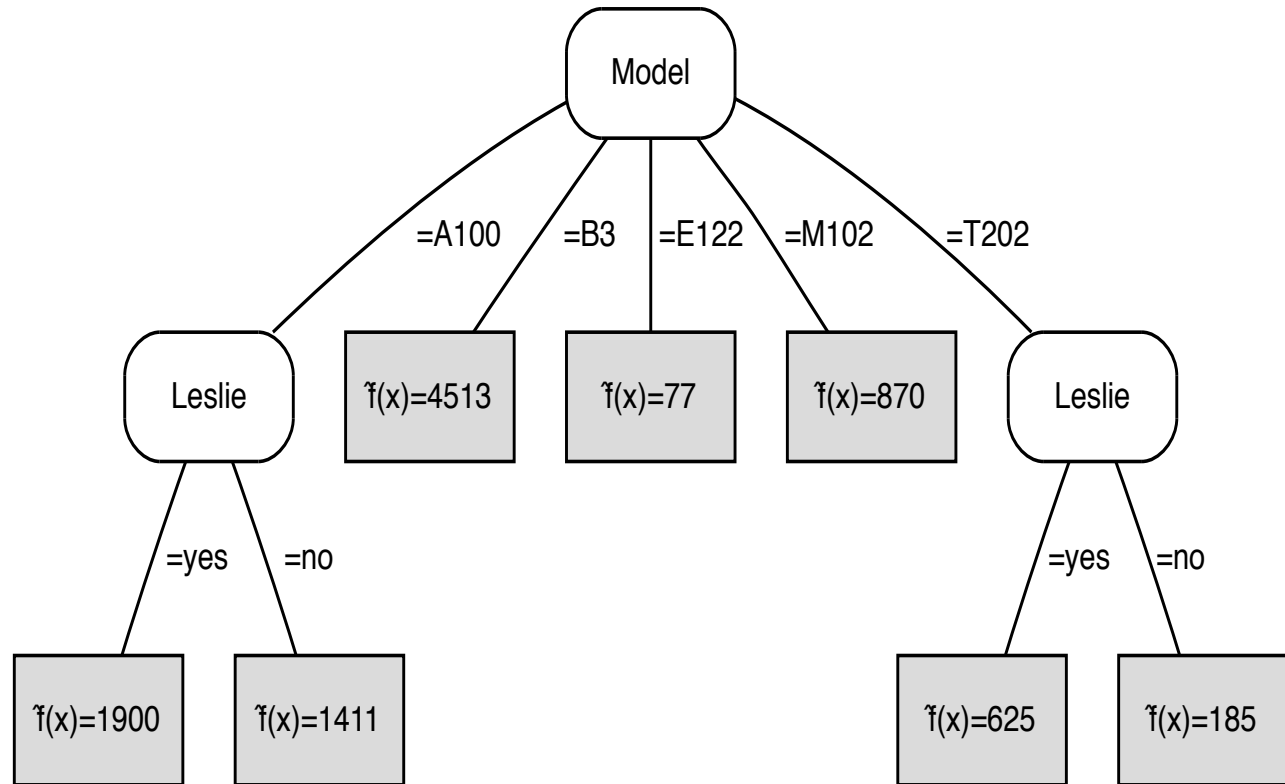 Model
=A100
=B3
=E122
=M102
=T202
Leslie
f̂(x)=4513
f̂(x)=77
f̂(x)=870
Leslie
=yes
=no
=yes
=no
f̂(x)=1900
f̂(x)=1411
f̂(x)=625
f̂(x)=185